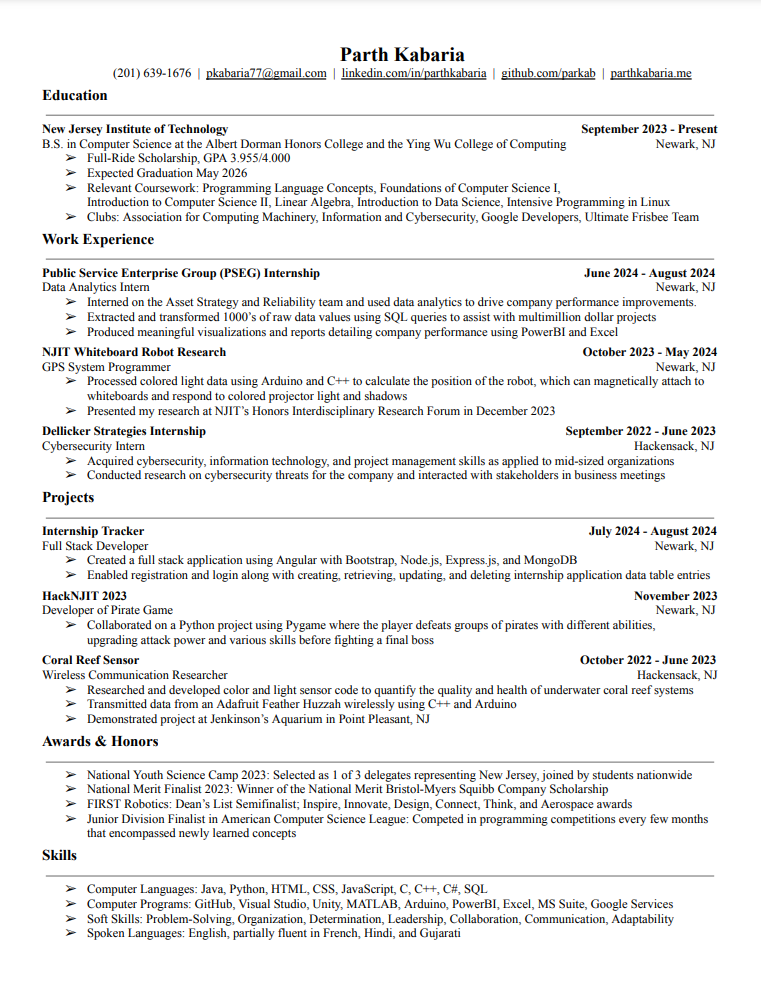 Parth Kabaria
(201) 639-1676 | pkabaria77@gmail.com | linkedin.com/in/parthkabaria | github.com/parkab | parthkabaria.me
Education
New Jersey Institute of Technology September 2023 - Present
B.S. in Computer Science at the Albert Dorman Honors College and the Ying Wu College of Computing Newark, NJ
➢ Full-Ride Scholarship, GPA 3.955/4.000
➢ Expected Graduation May 2026
➢ Relevant Coursework: Programming Language Concepts, Foundations of Computer Science I,
Introduction to Computer Science II, Linear Algebra, Introduction to Data Science, Intensive Programming in Linux
➢ Clubs: Association for Computing Machinery, Information and Cybersecurity, Google Developers, Ultimate Frisbee Team
Work Experience
Public Service Enterprise Group (PSEG) Internship June 2024 - August 2024
Data Analytics Intern Newark, NJ
➢ Interned on the Asset Strategy and Reliability team and used data analytics to drive company performance improvements.
➢ Extracted and transformed 1000’s of raw data values using SQL queries to assist with multimillion dollar projects
➢ Produced meaningful visualizations and reports detailing company performance using PowerBI and Excel
NJIT Whiteboard Robot Research October 2023 - May 2024
GPS System Programmer Newark, NJ
➢ Processed colored light data using Arduino and C++ to calculate the position of the robot, which can magnetically attach to
whiteboards and respond to colored projector light and shadows
➢ Presented my research at NJIT’s Honors Interdisciplinary Research Forum in December 2023
Dellicker Strategies Internship September 2022 - June 2023
Cybersecurity Intern Hackensack, NJ
➢ Acquired cybersecurity, information technology, and project management skills as applied to mid-sized organizations
➢ Conducted research on cybersecurity threats for the company and interacted with stakeholders in business meetings
Projects
Internship Tracker July 2024 - August 2024
Full Stack Developer Newark, NJ
➢ Created a full stack application using Angular with Bootstrap, Node.js, Express.js, and MongoDB
➢ Enabled registration and login along with creating, retrieving, updating, and deleting internship application data table entries
HackNJIT 2023 November 2023
Developer of Pirate Game Newark, NJ
➢ Collaborated on a Python project using Pygame where the player defeats groups of pirates with different abilities,
upgrading attack power and various skills before fighting a final boss
Coral Reef Sensor October 2022 - June 2023
Wireless Communication Researcher Hackensack, NJ
➢ Researched and developed color and light sensor code to quantify the quality and health of underwater coral reef systems
➢ Transmitted data from an Adafruit Feather Huzzah wirelessly using C++ and Arduino
➢ Demonstrated project at Jenkinson’s Aquarium in Point Pleasant, NJ
Awards & Honors
➢ National Youth Science Camp 2023: Selected as 1 of 3 delegates representing New Jersey, joined by students nationwide
➢ National Merit Finalist 2023: Winner of the National Merit Bristol-Myers Squibb Company Scholarship
➢ FIRST Robotics: Dean’s List Semifinalist; Inspire, Innovate, Design, Connect, Think, and Aerospace awards
➢ Junior Division Finalist in American Computer Science League: Competed in programming competitions every few months
that encompassed newly learned concepts
Skills
➢ Computer Languages: Java, Python, HTML, CSS, JavaScript, C, C++, C#, SQL
➢ Computer Programs: GitHub, Visual Studio, Unity, MATLAB, Arduino, PowerBI, Excel, MS Suite, Google Services
➢ Soft Skills: Problem-Solving, Organization, Determination, Leadership, Collaboration, Communication, Adaptability
➢ Spoken Languages: English, partially fluent in French, Hindi, and Gujarati